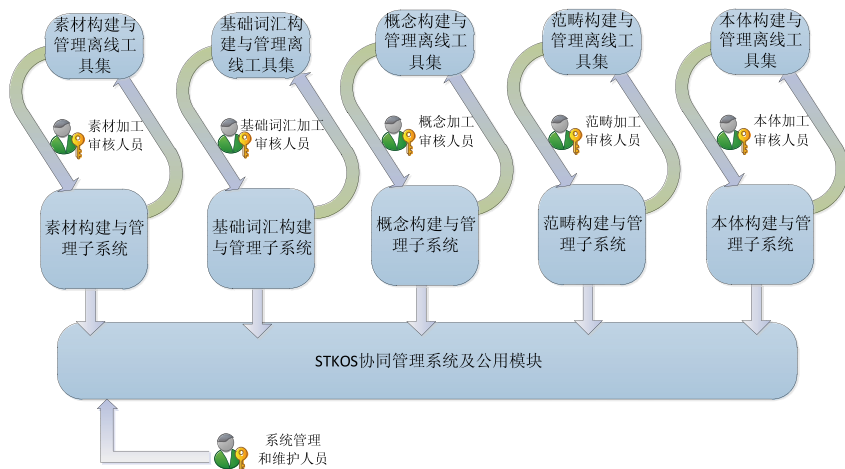 素材构建与
管理离线工
具集
基础词汇构
建与管理离
线工具集
概念构建与
管理离线工
具集
范畴构建与
管理离线工
具集
本体构建与
管理离线工
具集
素材加工
审核人员
基础词汇加工
审核人员
概念加工
审核人员
范畴加工
审核人员
本体加工
审核人员
素材构建与管
理子系统
基础词汇构建
与管理子系统
概念构建与管
理子系统
范畴构建与管
理子系统
本体构建与管
理子系统
STKOS协同管理系统及公用模块
系统管理
和维护人员